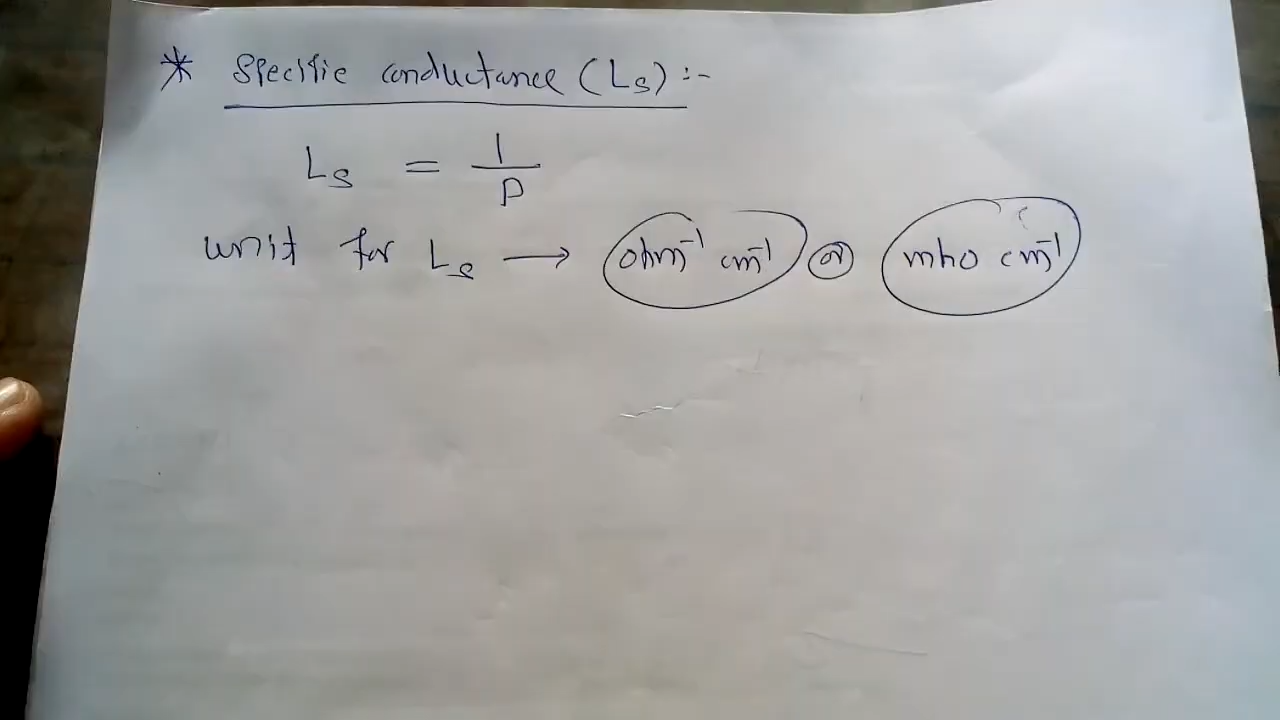 * Specific conductance (Ls) :-
Ls = 1/ρ
unit for Ls → ohm⁻¹ cm⁻¹ or mho cm⁻¹